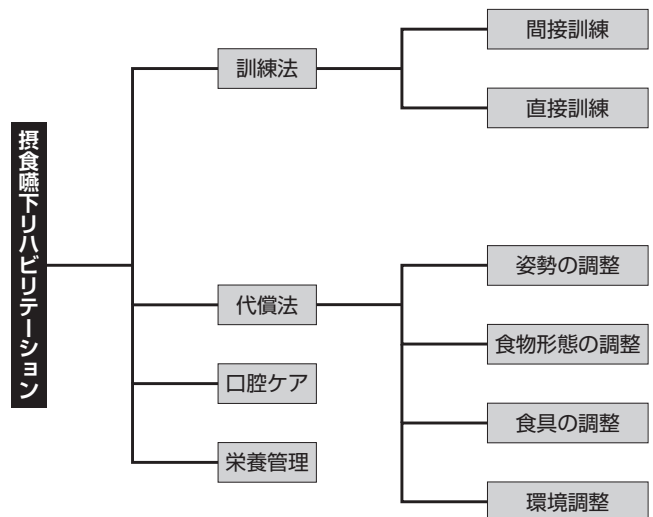 摂食嚥下リハビリテーション
訓練法
間接訓練
直接訓練
代償法
姿勢の調整
食物形態の調整
食具の調整
環境調整
口腔ケア
栄養管理